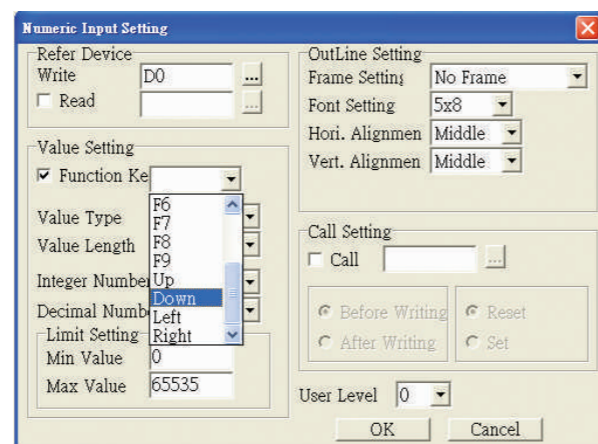 Numeric Input Setting
Refer Device
Write D0 ...
Read ...
Value Setting
Function Ke
F6
F7
F8
F9
Up
Down
Left
Right
Value Type
Value Length
Integer Number
Decimal Numb
Limit Setting
Min Value 0
Max Value 65535
OutLine Setting
Frame Setting No Frame
Font Setting 5x8
Hori. Alignmen Middle
Vert. Alignmen Middle
Call Setting
Call ...
Before Writing
After Writing
Reset
Set
User Level 0
OK Cancel